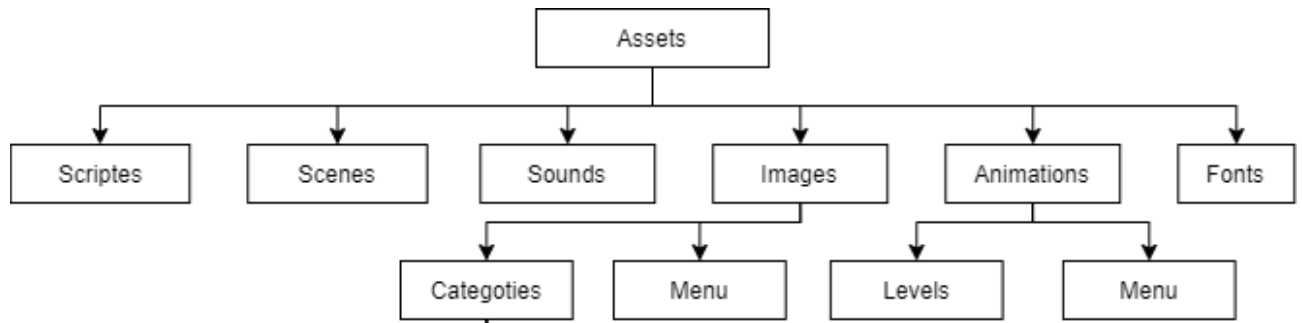 Assets
Scriptes
Scenes
Sounds
Images
Animations
Fonts
Categoties
Menu
Levels
Menu